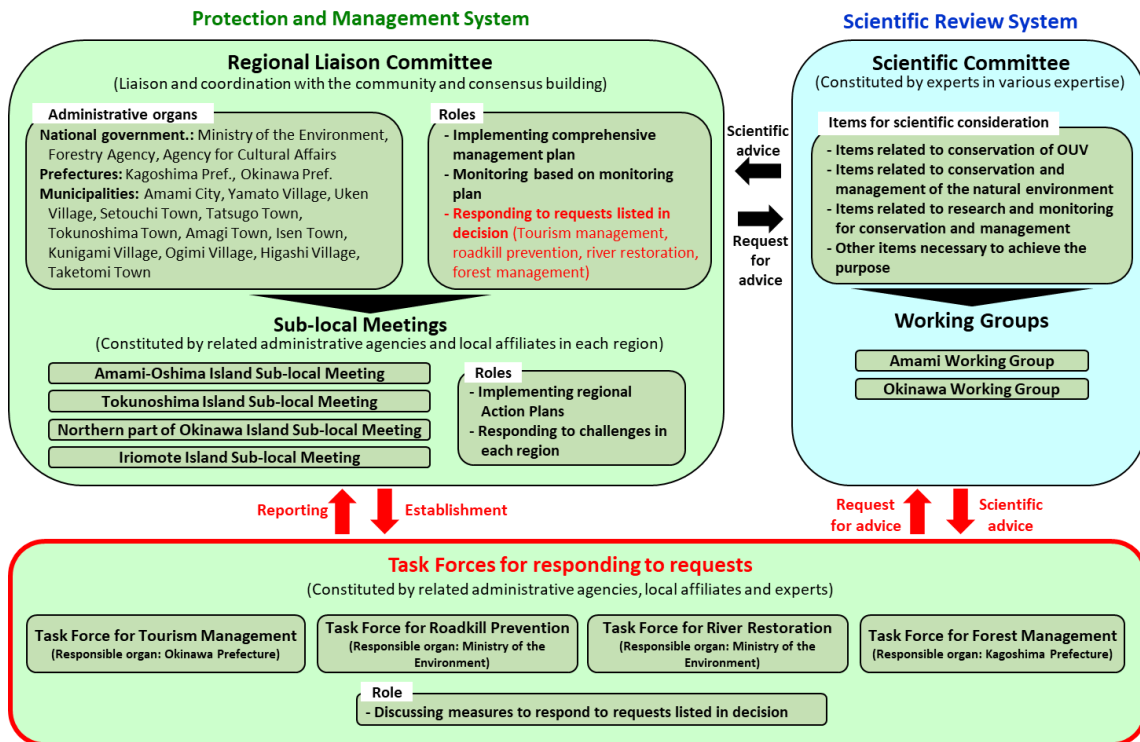 Protection and Management System
Regional Liaison Committee
(Liaison and coordination with the community and consensus building)
Administrative organs
National government.: Ministry of the Environment,
Forestry Agency, Agency for Cultural Affairs
Prefectures: Kagoshima Pref., Okinawa Pref.
Municipalities: Amami City, Yamato Village, Uken
Village, Setouchi Town, Tatsugo Town,
Tokunoshima Town, Amagi Town, Isen Town,
Kunigami Village, Ogimi Village, Higashi Village,
Taketomi Town
Roles
- Implementing comprehensive
management plan
- Monitoring based on monitoring
plan
- Responding to requests listed in
decision (Tourism management,
roadkill prevention, river restoration,
forest management)
Sub-local Meetings
(Constituted by related administrative agencies and local affiliates in each region)
Amami-Oshima Island Sub-local Meeting
Tokunoshima Island Sub-local Meeting
Northern part of Okinawa Island Sub-local Meeting
Iriomote Island Sub-local Meeting
Roles
- Implementing regional
Action Plans
- Responding to challenges in
each region
Scientific
advice
Request
for
advice
Scientific Review System
Scientific Committee
(Constituted by experts in various expertise)
Items for scientific consideration
- Items related to conservation of OUV
- Items related to conservation and
management of the natural environment
- Items related to research and monitoring
for conservation and management
- Other items necessary to achieve the
purpose
Working Groups
Amami Working Group
Okinawa Working Group
Reporting
Establishment
Request
for advice
Scientific
advice
Task Forces for responding to requests
(Constituted by related administrative agencies, local affiliates and experts)
Task Force for Tourism Management
(Responsible organ: Okinawa Prefecture)
Task Force for Roadkill Prevention
(Responsible organ: Ministry of the
Environment)
Task Force for River Restoration
(Responsible organ: Ministry of the
Environment)
Task Force for Forest Management
(Responsible organ: Kagoshima Prefecture)
Role
- Discussing measures to respond to requests listed in decision